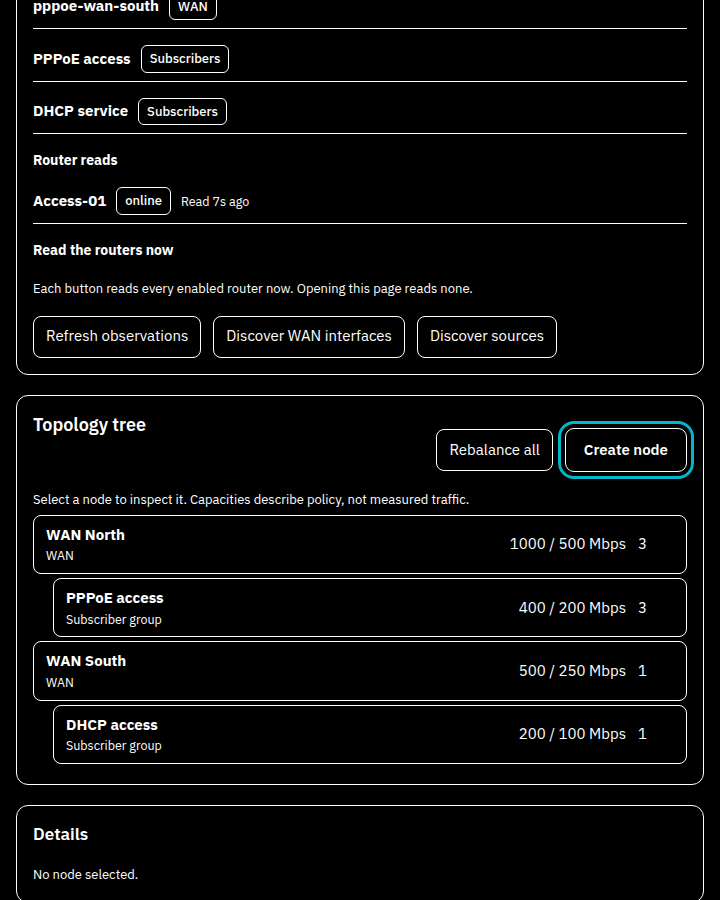 pppoe-wan-south WAN
PPPoE access Subscribers
DHCP service Subscribers
Router reads
Access-01 online Read 7s ago
Read the routers now
Each button reads every enabled router now. Opening this page reads none.
Refresh observations Discover WAN interfaces Discover sources
Topology tree
Rebalance all Create node
Select a node to inspect it. Capacities describe policy, not measured traffic.
WAN North
WAN
1000 / 500 Mbps 3
PPPoE access
Subscriber group
400 / 200 Mbps 3
WAN South
WAN
500 / 250 Mbps 1
DHCP access
Subscriber group
200 / 100 Mbps 1
Details
No node selected.